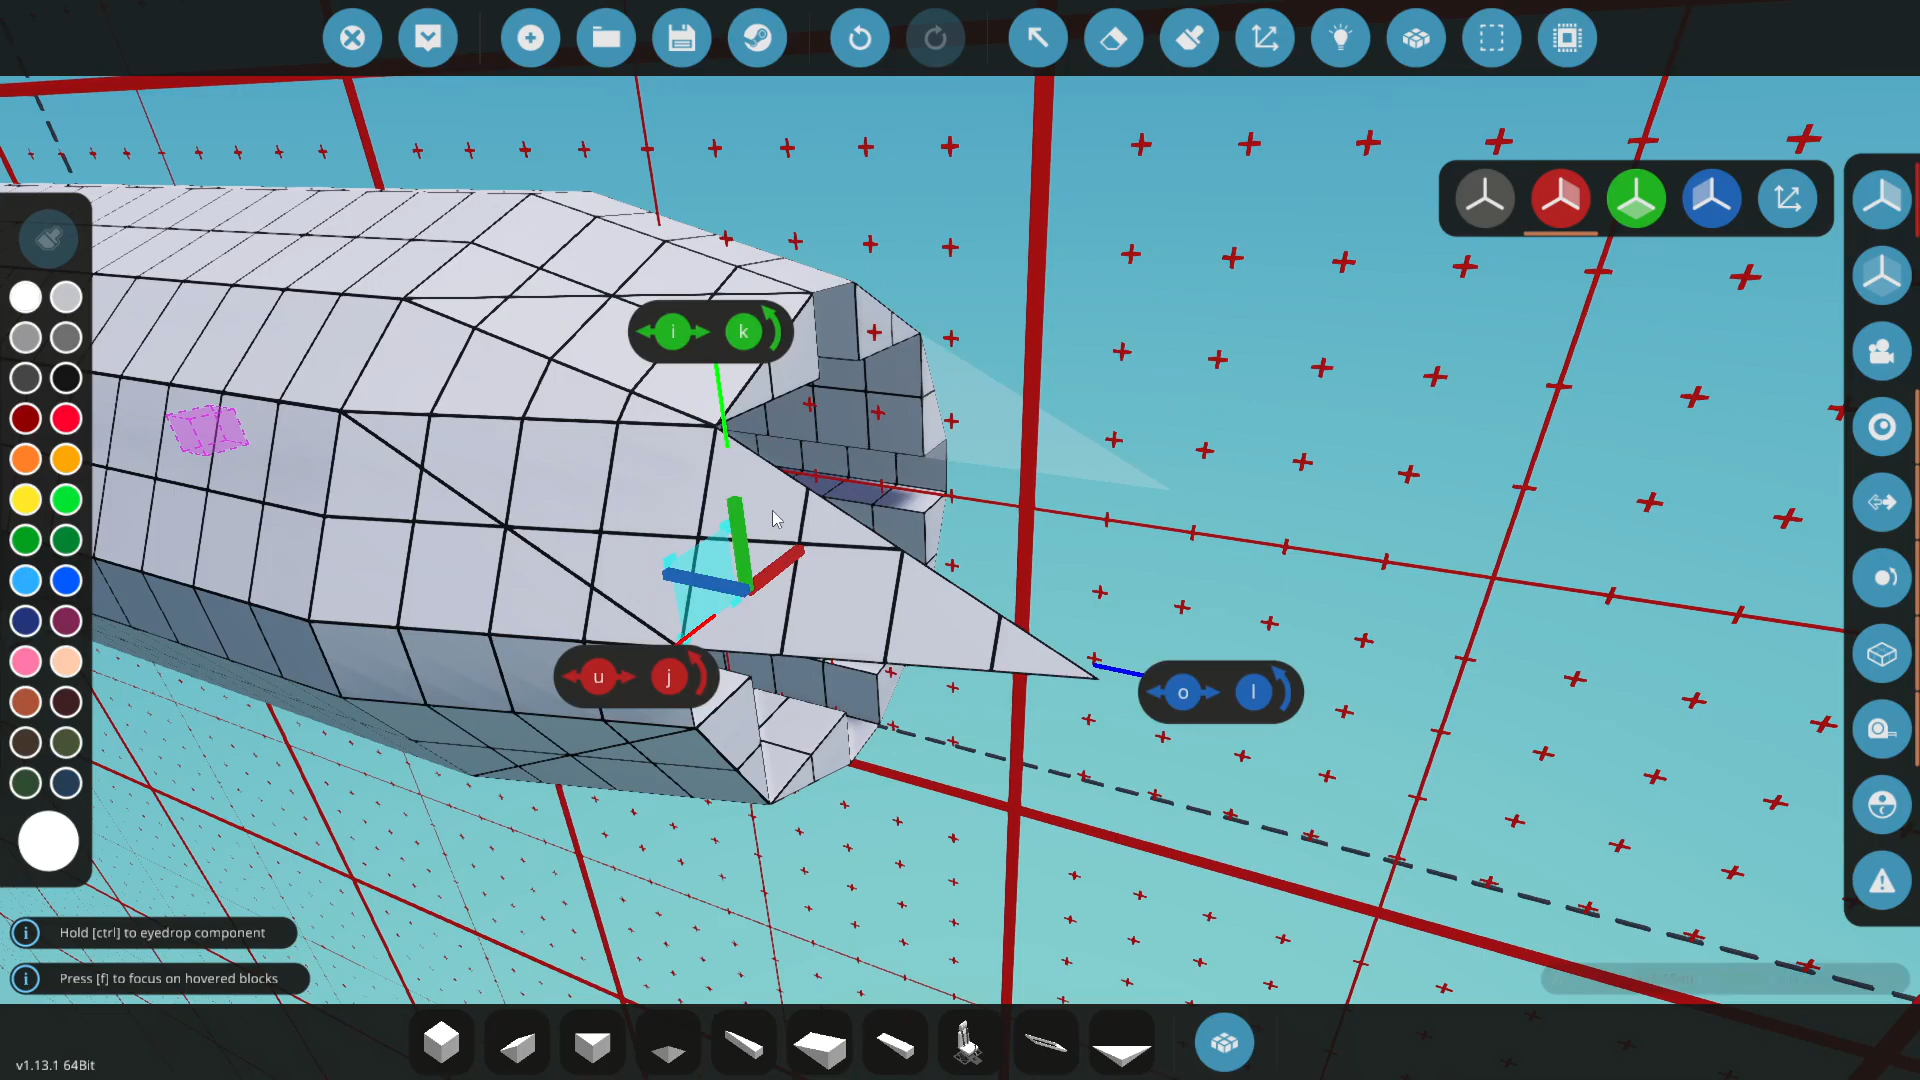 i k
u j
o l
Hold [ctrl] to eyedrop component
Press [f] to focus on hovered blocks
v1.13.1 64Bit